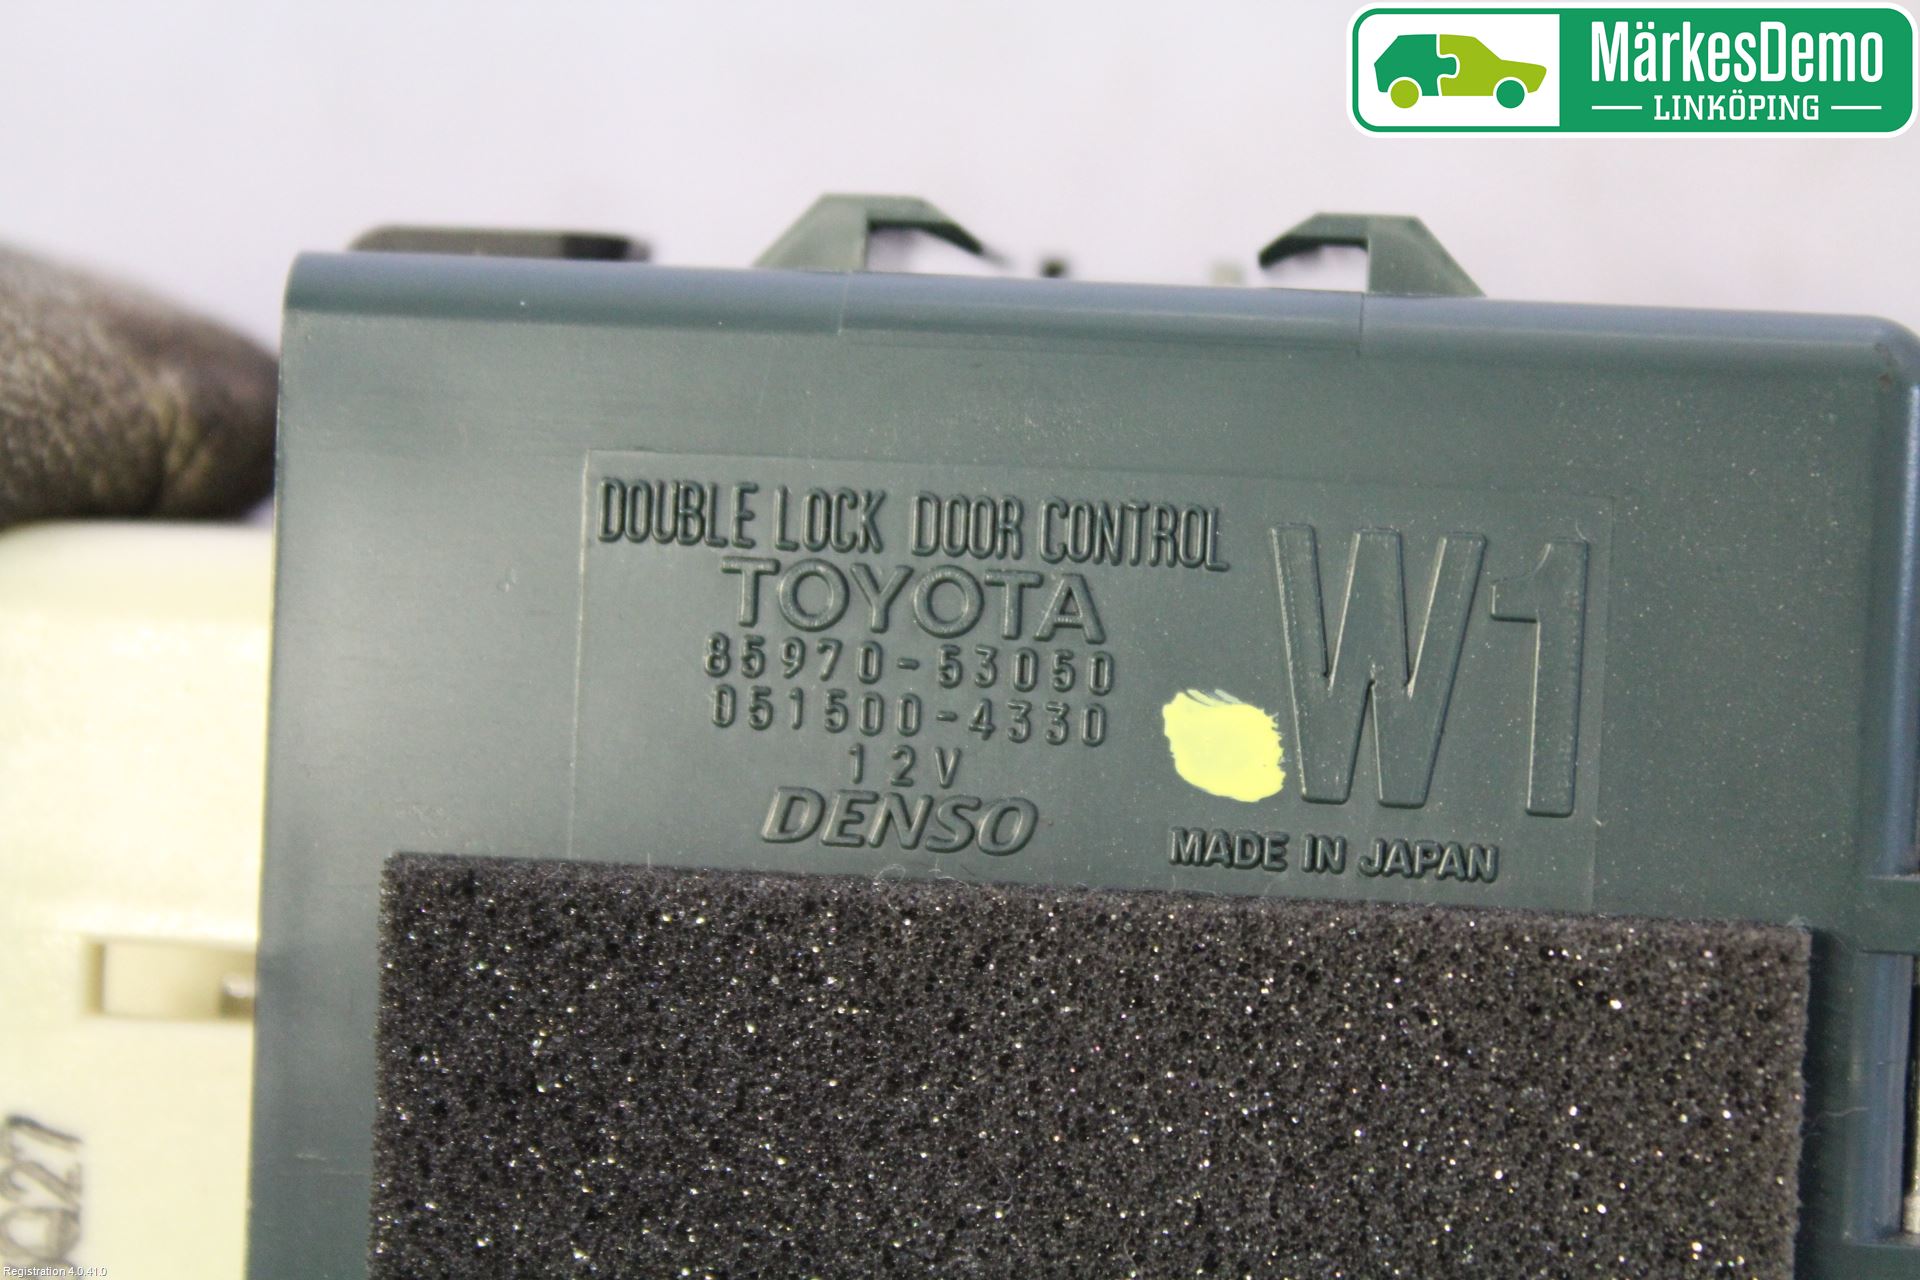 MärkesDemo
LINKÖPING
DOUBLE LOCK DOOR CONTROL
TOYOTA
85970-53050
051500-4330
12V
DENSO
W1
MADE IN JAPAN
Registration 4.0.41.0